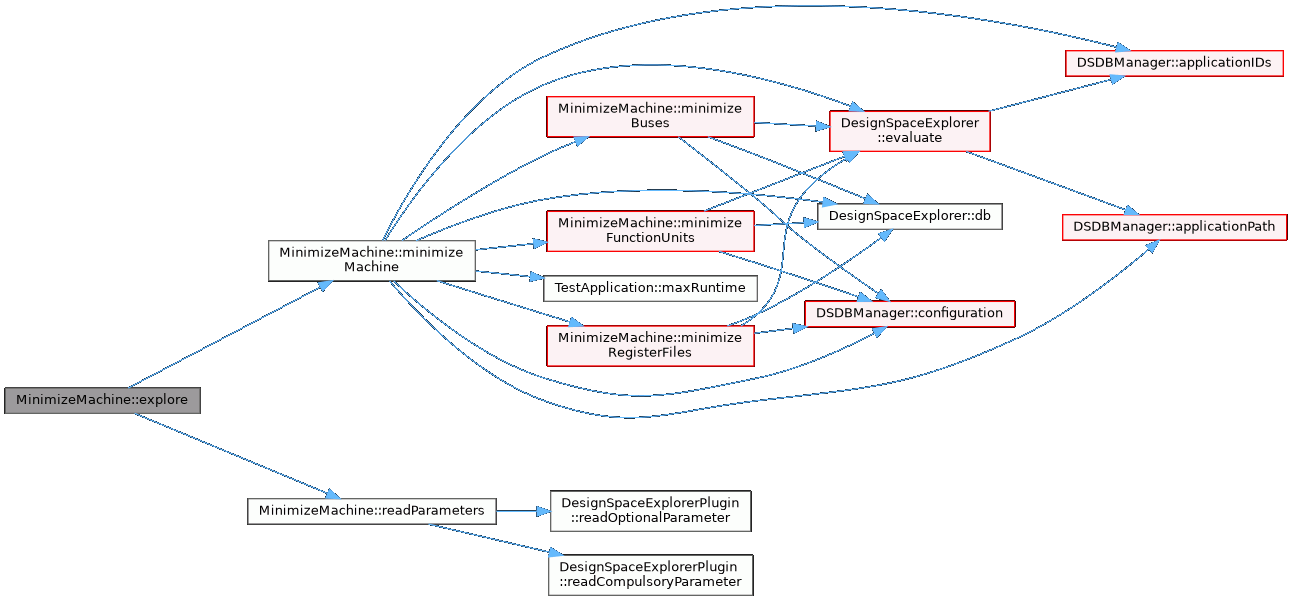 MinimizeMachine::explore
MinimizeMachine::minimize
Machine
MinimizeMachine::readParameters
MinimizeMachine::minimize
Buses
MinimizeMachine::minimize
FunctionUnits
TestApplication::maxRuntime
MinimizeMachine::minimize
RegisterFiles
DesignSpaceExplorerPlugin
::readOptionalParameter
DesignSpaceExplorerPlugin
::readCompulsoryParameter
DesignSpaceExplorer
::evaluate
DesignSpaceExplorer::db
DSDBManager::configuration
DSDBManager::applicationIDs
DSDBManager::applicationPath